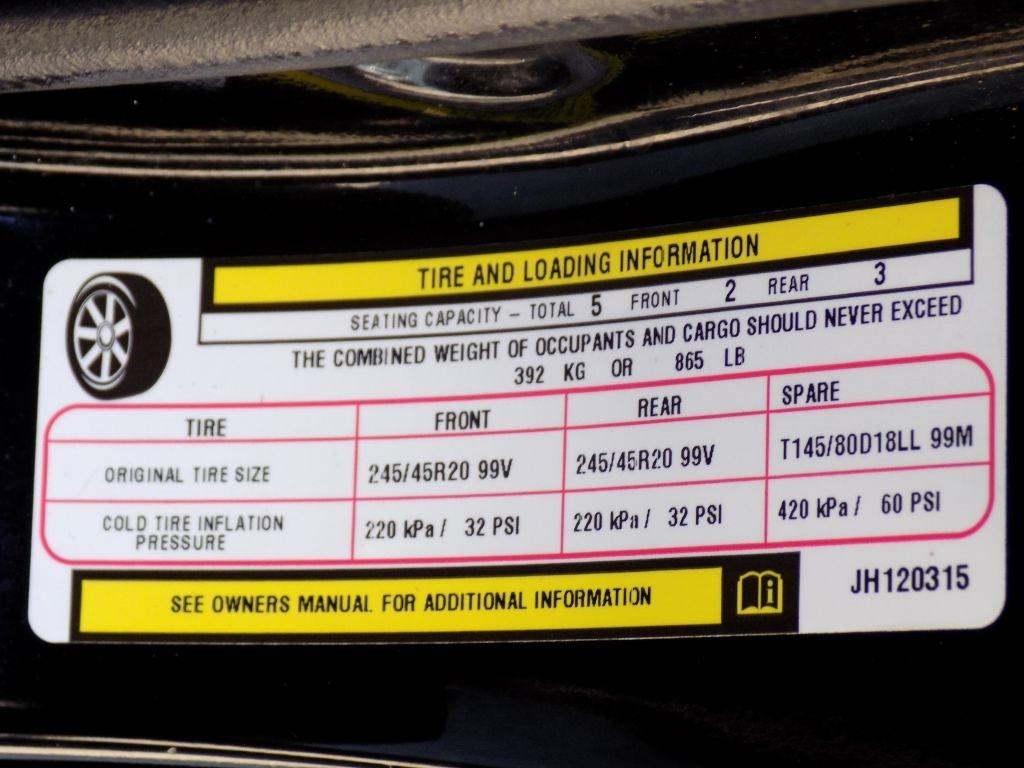 TIRE AND LOADING INFORMATION
SEATING CAPACITY – TOTAL 5 FRONT 2 REAR 3
THE COMBINED WEIGHT OF OCCUPANTS AND CARGO SHOULD NEVER EXCEED
392 KG OR 865 LB
TIRE FRONT REAR SPARE
ORIGINAL TIRE SIZE 245/45R20 99V 245/45R20 99V T145/80D18LL 99M
COLD TIRE INFLATION
PRESSURE 220 kPa / 32 PSI 220 kPa / 32 PSI 420 kPa / 60 PSI
SEE OWNERS MANUAL FOR ADDITIONAL INFORMATION
JH120315